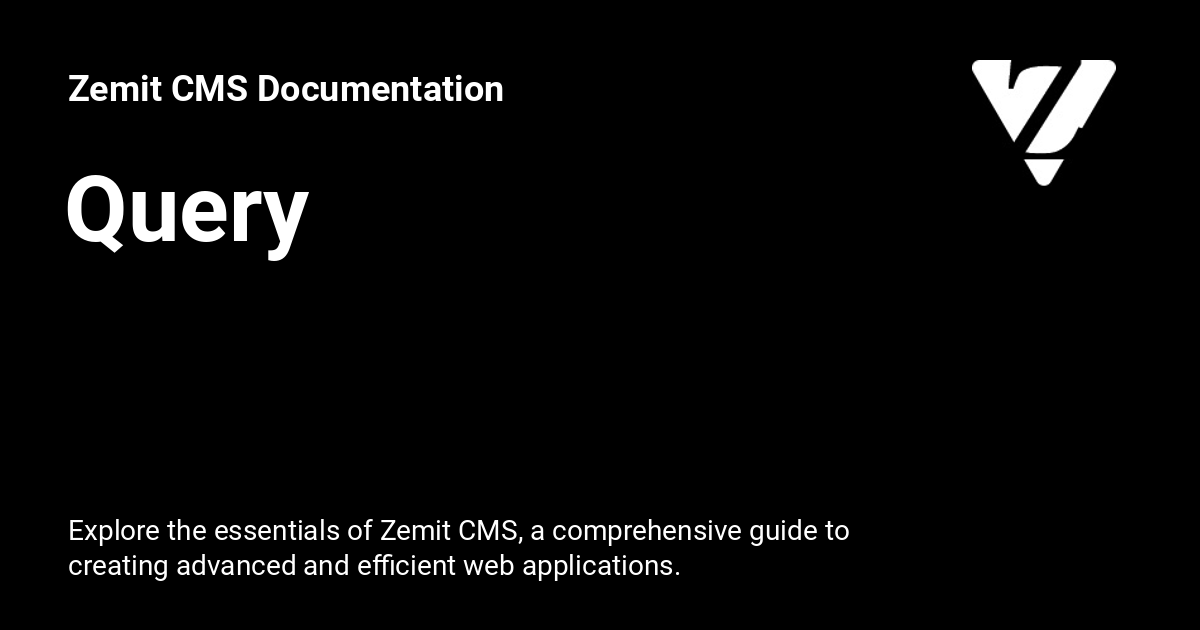 Zemit CMS Documentation
Query
Explore the essentials of Zemit CMS, a comprehensive guide to
creating advanced and efficient web applications.